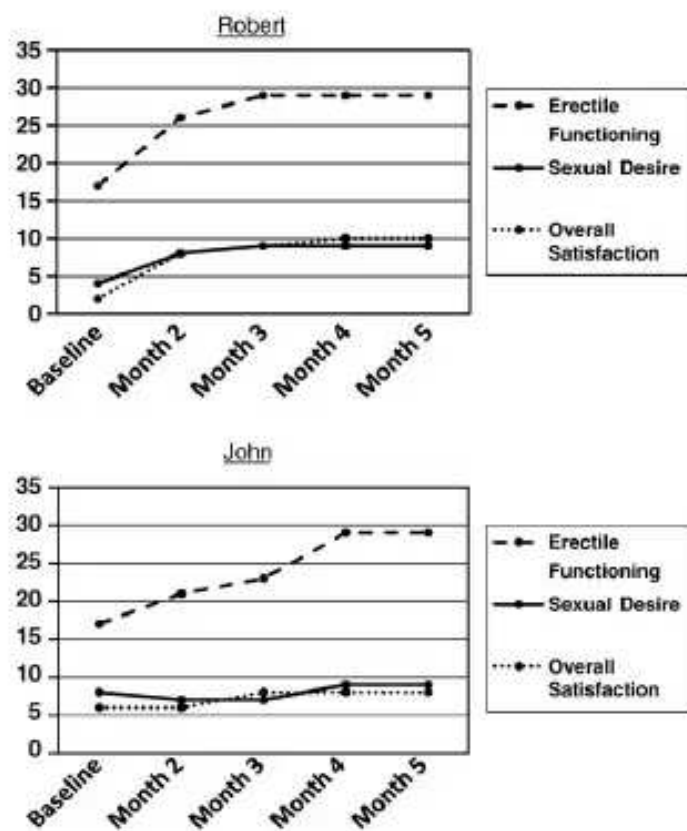 Robert
35
30
25
20
15
10
5
0
Baseline
Month 2
Month 3
Month 4
Month 5
Erectile
Functioning
Sexual Desire
Overall
Satisfaction
John
35
30
25
20
15
10
5
0
Baseline
Month 2
Month 3
Month 4
Month 5
Erectile
Functioning
Sexual Desire
Overall
Satisfaction